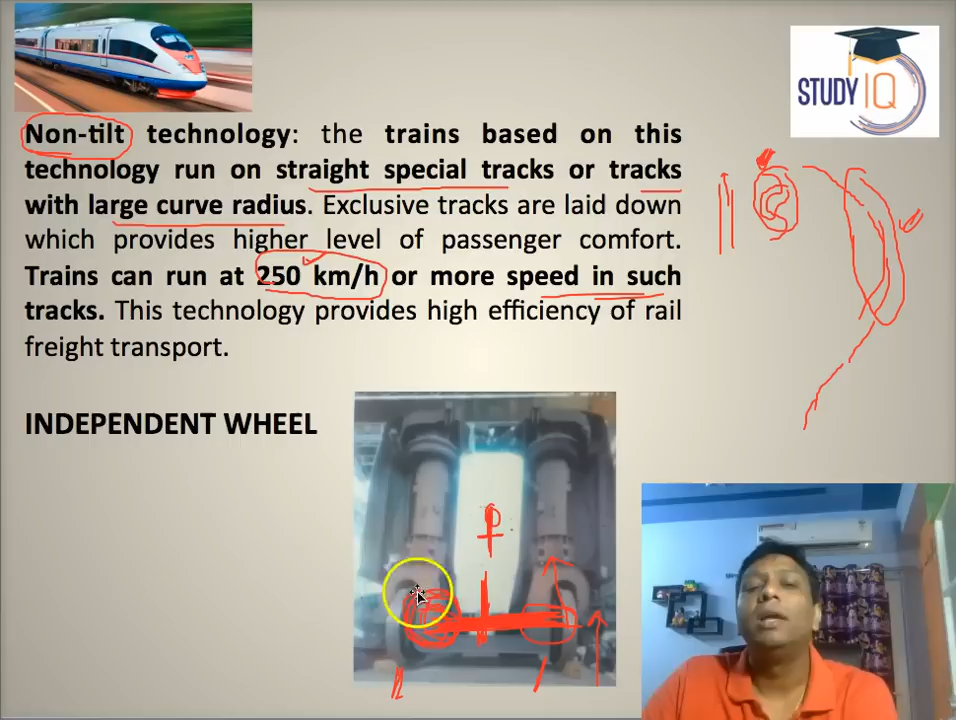 STUDY IQ
Non-tilt technology: the trains based on this
technology run on straight special tracks or tracks
with large curve radius. Exclusive tracks are laid down
which provides higher level of passenger comfort.
Trains can run at 250 km/h or more speed in such
tracks. This technology provides high efficiency of rail
freight transport.
INDEPENDENT WHEEL